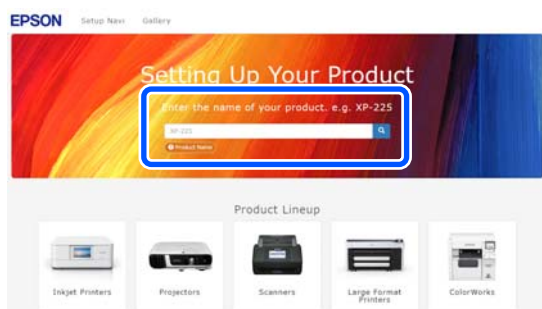 EPSON Setup Navi Gallery
Setting Up Your Product
Enter the name of your product. e.g. XP-225
XP-225
Product Name
Product Lineup
Inkjet Printers Projectors Scanners Large Format Printers ColorWorks